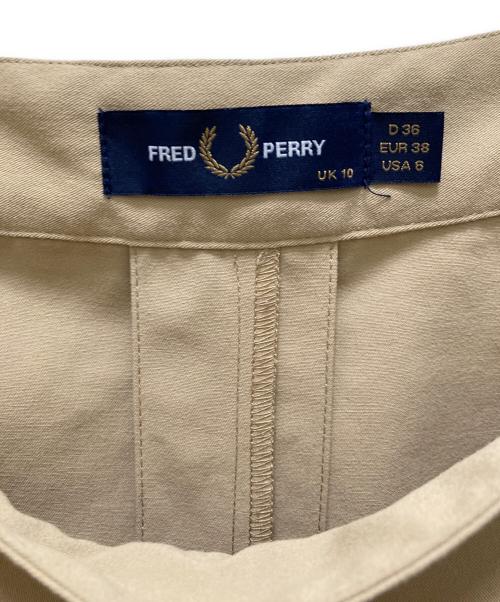 FRED PERRY
UK 10
D 36
EUR 38
USA 6